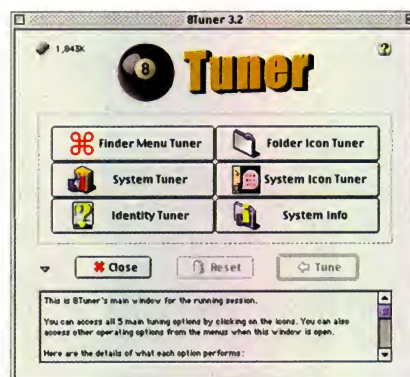 8Tuner 3.2
1,843K
8 Tuner
Finder Menu Tuner
Folder Icon Tuner
System Tuner
System Icon Tuner
Identity Tuner
System Info
Close
Reset
Tune
This is 8Tuner's main window for the running session.
You can access all 5 main tuning options by clicking on the icons. You can also
access other operating options from the menus when this window is open.
Here are the details of what each option performs: